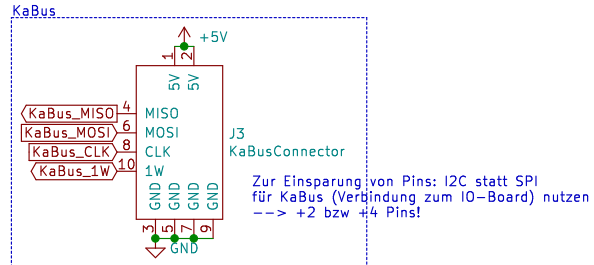 KaBus
+5V
1 2
5V 5V
KaBus_MISO 4 MISO
KaBus_MOSI 6 MOSI
KaBus_CLK 8 CLK
KaBus_1W 10 1W
J3
KaBusConnector
GND GND GND GND
3 5 7 9
GND
Zur Einsparung von Pins: I2C statt SPI
für KaBus (Verbindung zum IO-Board) nutzen
--> +2 bzw +4 Pins!